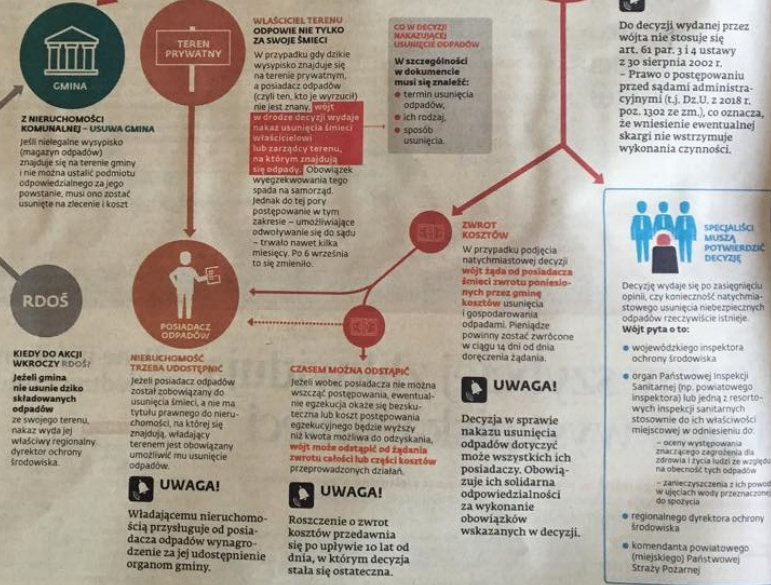 GMINA
Z NIERUCHOMOŚCI
KOMUNALNEJ – USUWA GMINA
Jeśli nielegalne wysypisko
(magazyn odpadów)
znajduje się na terenie gminy
i nie można ustalić podmiotu
odpowiedzialnego za jego
powstanie, musi ono zostać
usunięte na zlecenie i koszt
RDOŚ
KIEDY DO AKCJI
WKROCZY RDOŚ?
Jeżeli gmina
nie usunie dziko
składowanych
odpadów
ze swojego terenu,
nakaz wyda jej
właściwy regionalny
dyrektor ochrony
środowiska.
TEREN
PRYWATNY
WŁAŚCICIEL TERENU
ODPOWIE NIE TYLKO
ZA SWOJE ŚMIECI
W przypadku gdy dzikie
wysypisko znajduje się
na terenie prywatnym,
a posiadacz odpadów
(czyli ten, kto je wyrzucił)
nie jest znany, wójt
w drodze decyzji wydaje
nakaz usunięcia śmieci
właścicielowi
lub zarządcy terenu,
na którym znajdują
się odpady. Obowiązek
wyegzekwowania tego
spada na samorząd.
Jednak do tej pory
postępowanie w tym
zakresie – umożliwiające
odwoływanie się do sądu
– trwało nawet kilka
miesięcy. Po 6 września
to się zmieniło.
CO W DECYZJI
NAKAZUJĄCEJ
USUNIĘCIE ODPADÓW
W szczególności
w dokumencie
musi się znaleźć:
● termin usunięcia
odpadów,
● ich rodzaj,
● sposób
usunięcia.
POSIADACZ
ODPADÓW
NIERUCHOMOŚĆ
TRZEBA UDOSTĘPNIĆ
Jeżeli posiadacz odpadów
został zobowiązany do
usunięcia śmieci, a nie ma
tytułu prawnego do nieru-
chomości, na której się
znajdują, władający
terenem jest obowiązany
umożliwić mu usunięcie
odpadów.
UWAGA!
Władającemu nieruchomo-
ścią przysługuje od posia-
dacza odpadów wynagro-
dzenie za jej udostępnienie
organom gminy.
CZASEM MOŻNA ODSTĄPIĆ
Jeżeli wobec posiadacza nie można
wszcząć postępowania, ewentual-
nie egzekucja okaże się bezsku-
teczna lub koszt postępowania
egzekucyjnego będzie wyższy
niż kwota możliwa do odzyskania,
wójt może odstąpić od żądania
zwrotu całości lub części kosztów
przeprowadzonych działań.
UWAGA!
Roszczenie o zwrot
kosztów przedawnia
się po upływie 10 lat od
dnia, w którym decyzja
stała się ostateczna.
ZWROT
KOSZTÓW
W przypadku podjęcia
natychmiastowej decyzji
wójt żąda od posiadacza
śmieci zwrotu poniesio-
nych przez gminę
kosztów usunięcia
i gospodarowania
odpadami. Pieniądze
powinny zostać zwrócone
w ciągu 14 dni od dnia
doręczenia żądania.
UWAGA!
Decyzja w sprawie
nakazu usunięcia
odpadów dotyczyć
może wszystkich ich
posiadaczy. Obowią-
zuje ich solidarna
odpowiedzialność
za wykonanie
obowiązków
wskazanych w decyzji.
Do decyzji wydanej przez
wójta nie stosuje się
art. 61 par. 3 i 4 ustawy
z 30 sierpnia 2002 r.
– Prawo o postępowaniu
przed sądami administra-
cyjnymi (t.j. Dz.U. z 2018 r.
poz. 1302 ze zm.), co oznacza,
że wniesienie ewentualnej
skargi nie wstrzymuje
wykonania czynności.
SPECJALIŚCI
MUSZĄ
POTWIERDZIĆ
DECYZJĘ
Decyzję wydaje się po zasięgnięciu
opinii, czy konieczność natychmia-
stowego usunięcia niebezpiecznych
odpadów rzeczywiście istnieje.
Wójt pyta o to:
● wojewódzkiego inspektora
ochrony środowiska
● organ Państwowej Inspekcji
Sanitarnej (np. powiatowego
inspektora) lub jedną z resorto-
wych inspekcji sanitarnych
stosownie do ich właściwości
miejscowej w odniesieniu do:
– oceny występowania
znaczącego zagrożenia dla
zdrowia i życia ludzi ze względu
na obecność tych odpadów
– zanieczyszczenia z ich powodu
w ujęciach wody przeznaczonej
do spożycia
● regionalnego dyrektora ochrony
środowiska
● komendanta powiatowego
(miejskiego) Państwowej
Straży Pożarnej